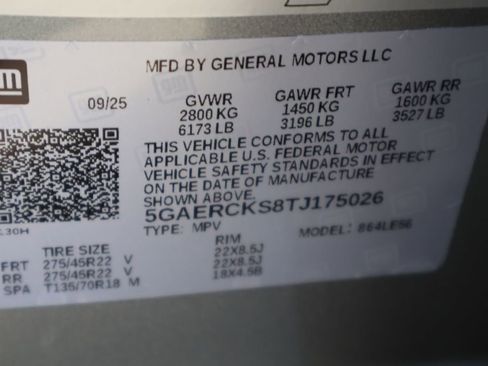 gm
MFD BY GENERAL MOTORS LLC
09/25 GVWR GAWR FRT GAWR RR
2800 KG 1450 KG 1600 KG
6173 LB 3196 LB 3527 LB
THIS VEHICLE CONFORMS TO ALL
APPLICABLE U.S. FEDERAL MOTOR
VEHICLE SAFETY STANDARDS IN EFFECT
ON THE DATE OF MANUFACTURE
SHOWN ABOVE.
5GAERCKS8TJ175026
TYPE: MPV MODEL: 864LE56
TIRE SIZE RIM
FRT 275/45R22 V 22X8.5J
RR 275/45R22 V 22X8.5J
SPA T135/70R18 M 18X4.5B